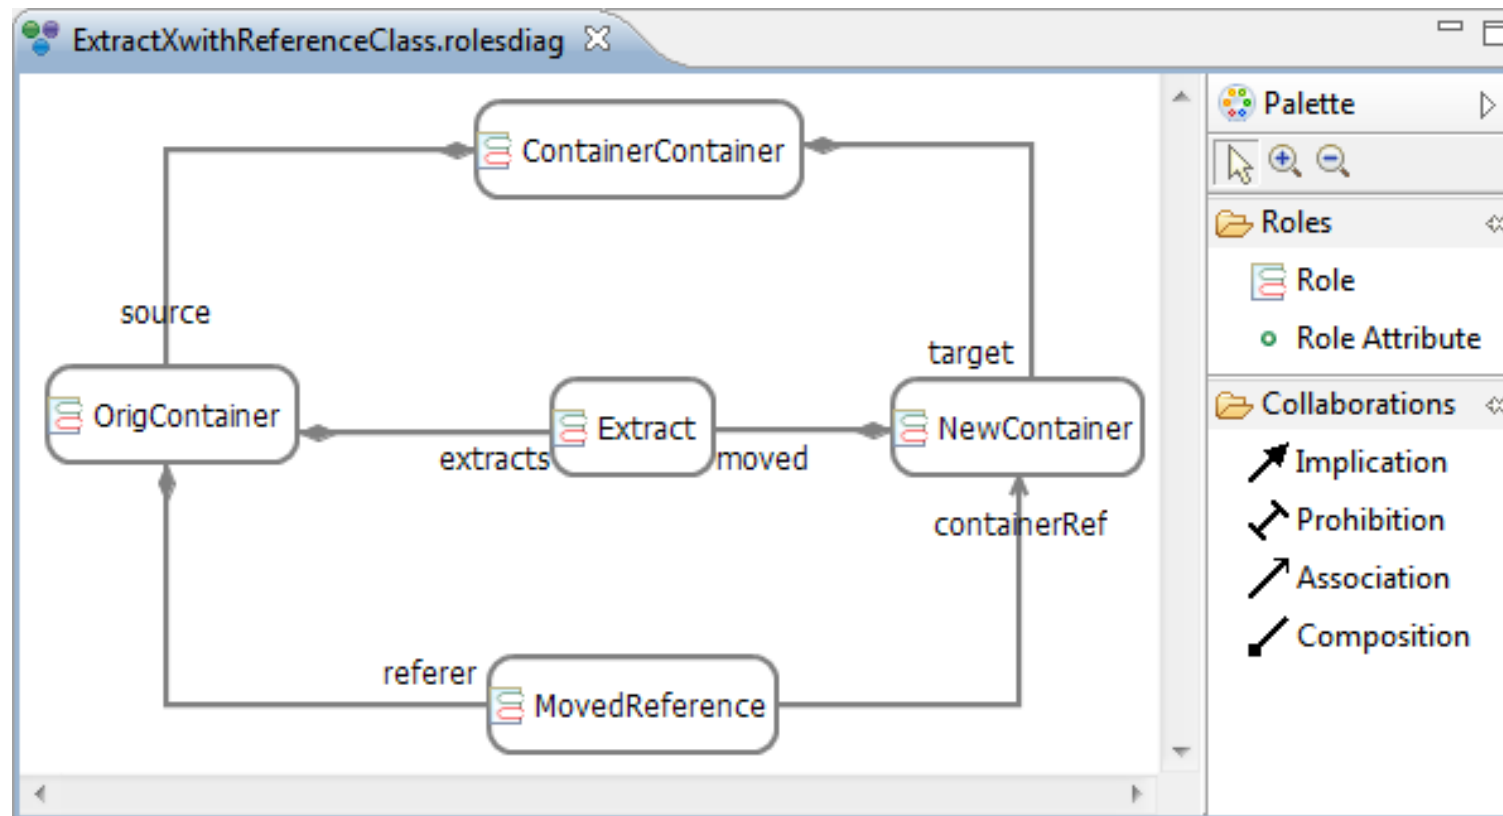 ExtractXwithReferenceClass.rolesdiag
ContainerContainer
source
target
OrigContainer
Extract
NewContainer
extracts
moved
containerRef
referer
MovedReference
Palette
Roles
Role
Role Attribute
Collaborations
Implication
Prohibition
Association
Composition